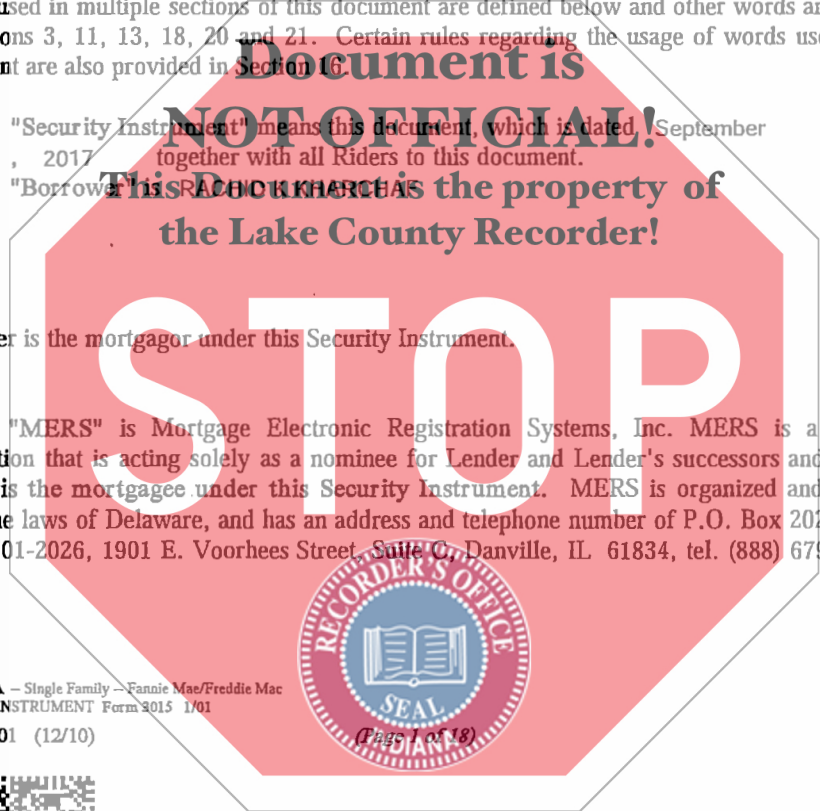 used in multiple sections of this document are defined below and other words are
ons 3, 11, 13, 18, 20 and 21. Certain rules regarding the usage of words used
nt are also provided in Section 16.
Document is
NOT OFFICIAL!
"Security Instrument" means this document, which is dated September
, 2017 together with all Riders to this document.
"Borrower" is RACHID K KHARCHAF
This Document is the property of
the Lake County Recorder!
STOP
er is the mortgagor under this Security Instrument.
"MERS" is Mortgage Electronic Registration Systems, Inc. MERS is a
tion that is acting solely as a nominee for Lender and Lender's successors and
is the mortgagee under this Security Instrument. MERS is organized and
e laws of Delaware, and has an address and telephone number of P.O. Box 202
01-2026, 1901 E. Voorhees Street, Suite C, Danville, IL 61834, tel. (888) 679
RECORDER'S OFFICE
SEAL
INDIANA
A – Single Family – Fannie Mae/Freddie Mac
NSTRUMENT Form 3015 1/01
01 (12/10)
(Page 1 of 18)